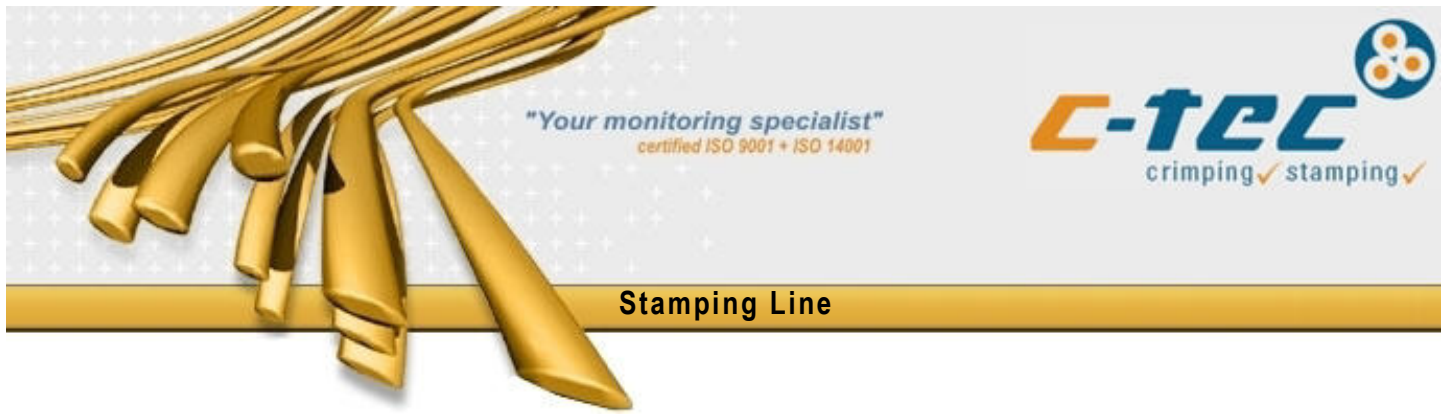 "Your monitoring specialist"
certified ISO 9001 + ISO 14001
c-tec
crimping✓ stamping✓
Stamping Line